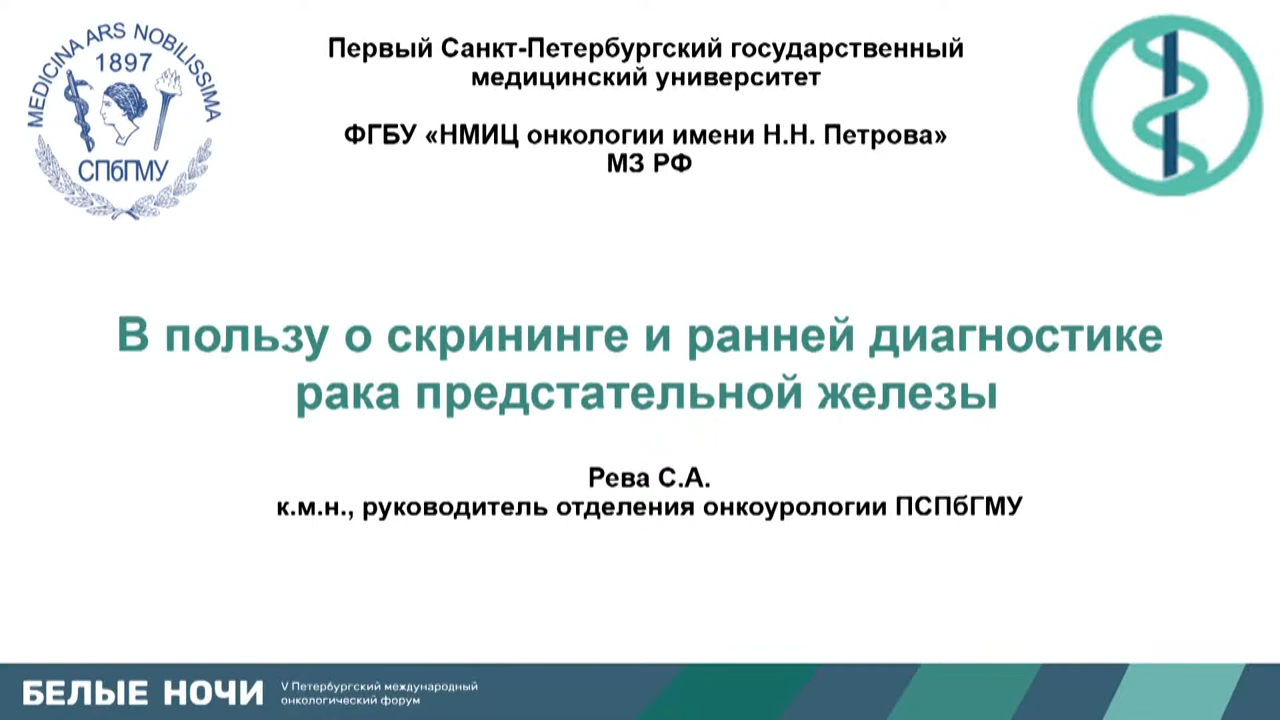 MEDICINA ARS NOBILISSIMA
1897
СПбГМУ
Первый Санкт-Петербургский государственный
медицинский университет
ФГБУ «НМИЦ онкологии имени Н.Н. Петрова»
МЗ РФ
В пользу о скрининге и ранней диагностике
рака предстательной железы
Рева С.А.
к.м.н., руководитель отделения онкоурологии ПСПбГМУ
БЕЛЫЕ НОЧИ
V Петербургский международный
онкологический форум